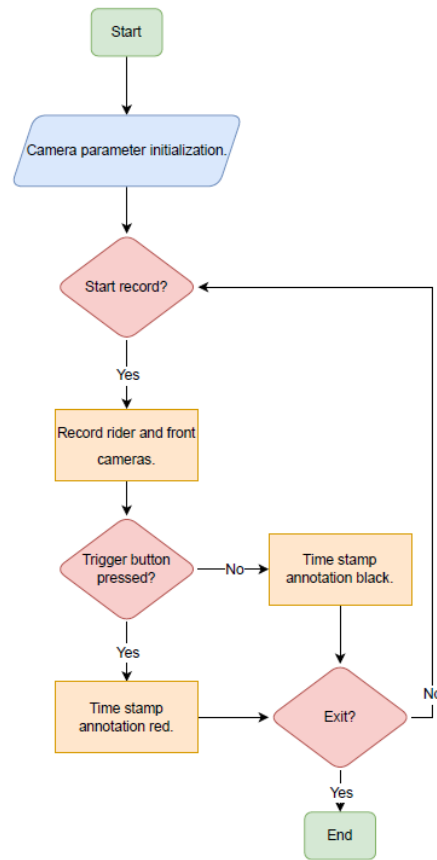 Start
Camera parameter initialization.
Start record?
Yes
Record rider and front
cameras.
Trigger button
pressed?
No
Time stamp
annotation black.
Yes
Time stamp
annotation red.
Exit?
No
Yes
End